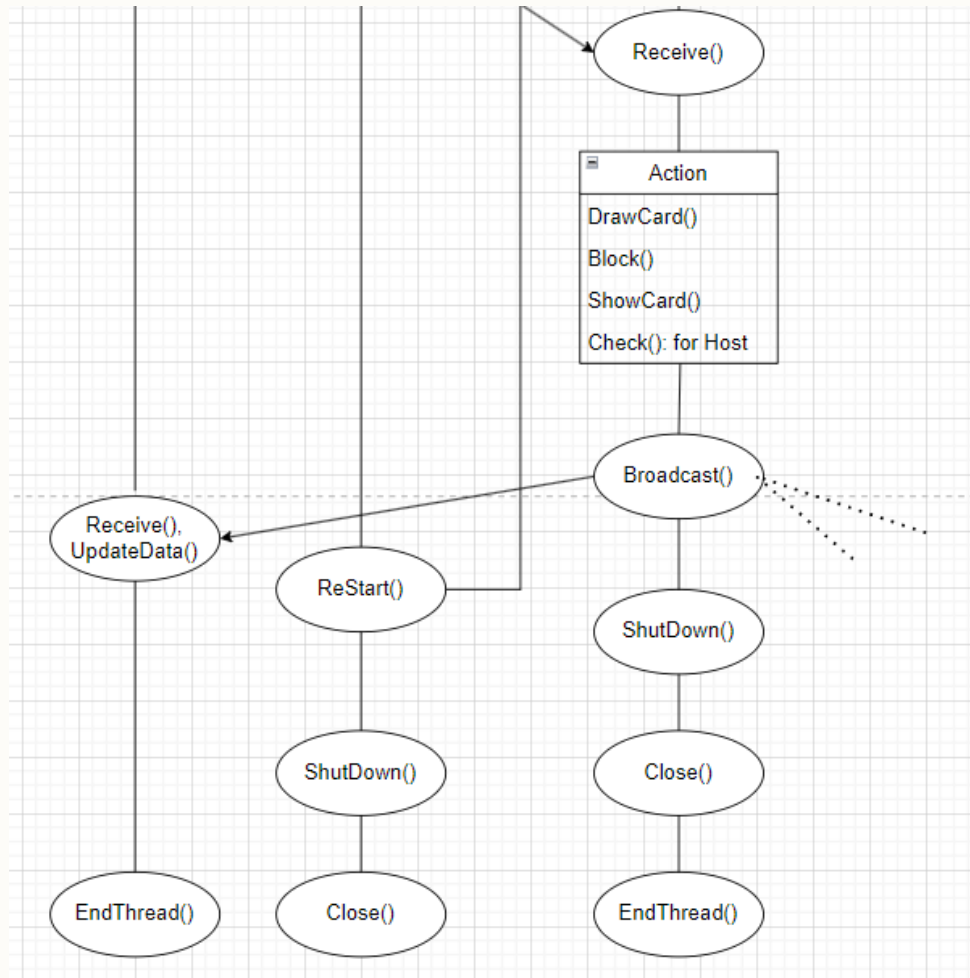 Receive()
Action
DrawCard()
Block()
ShowCard()
Check(): for Host
Broadcast()
Receive(),
UpdateData()
ReStart()
ShutDown()
ShutDown()
Close()
EndThread()
Close()
EndThread()